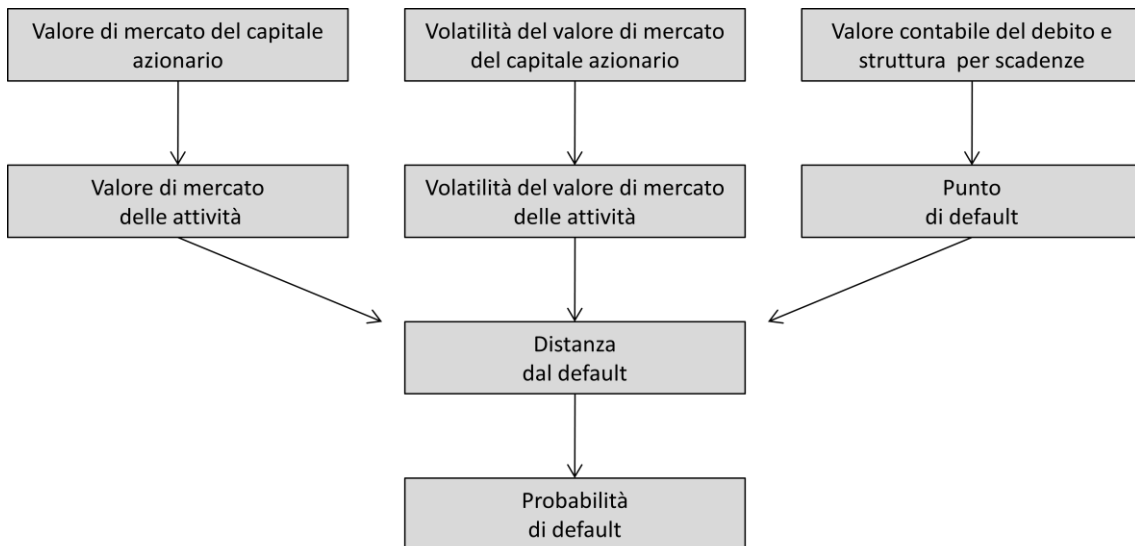 Valore di mercato del capitale
azionario
Volatilità del valore di mercato
del capitale azionario
Valore contabile del debito e
struttura per scadenze
Valore di mercato
delle attività
Volatilità del valore di mercato
delle attività
Punto
di default
Distanza
dal default
Probabilità
di default